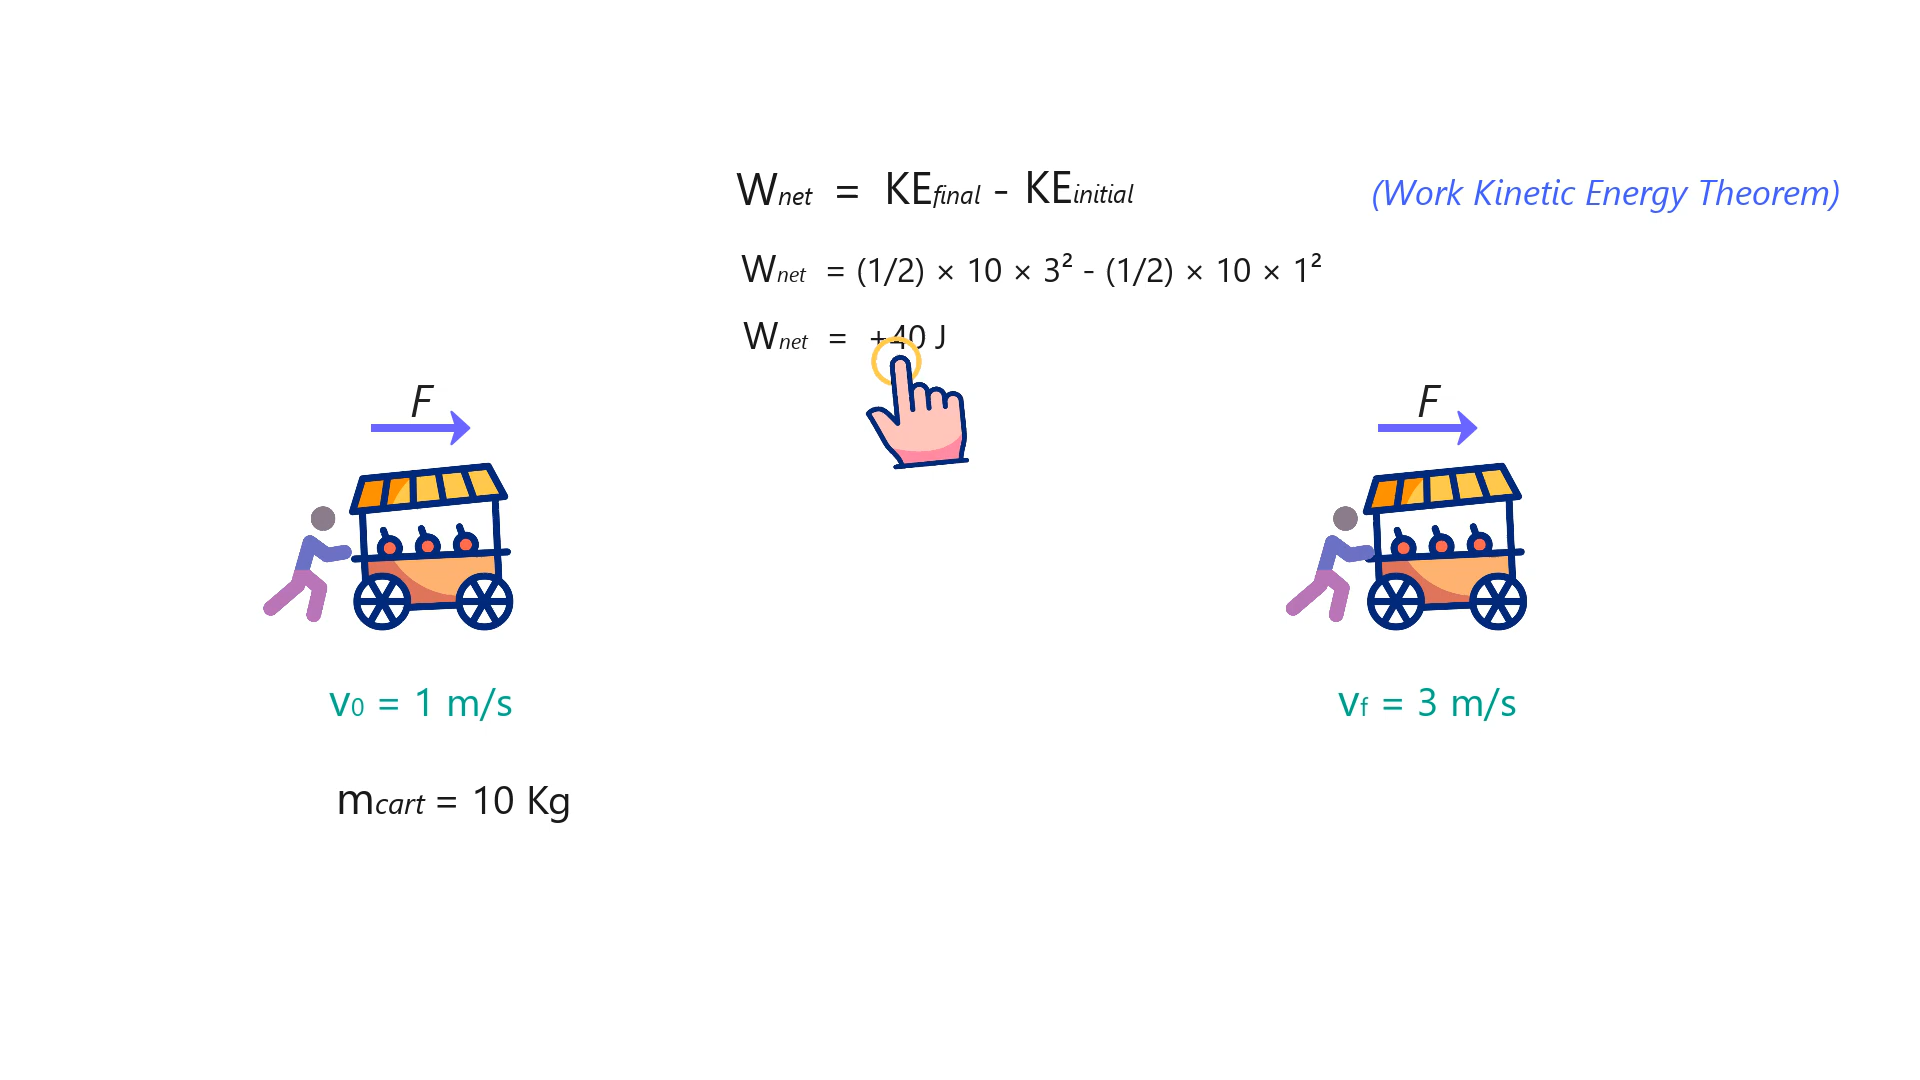 Wnet = KEfinal - KEinitial (Work Kinetic Energy Theorem)
Wnet = (1/2) × 10 × 3² - (1/2) × 10 × 1²
Wnet = +40 J
F
F
v0 = 1 m/s
vf = 3 m/s
mcart = 10 Kg